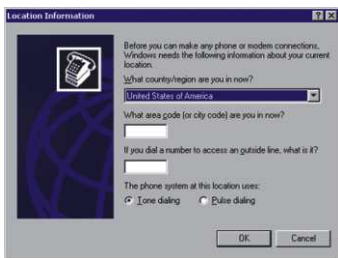 Location Information
Before you can make any phone or modem connections,
Windows needs the following information about your current
location.
What country/region are you in now?
United States of America
What area code (or city code) are you in now?
If you dial a number to access an outside line, what is it?
The phone system at this location uses:
Tone dialing Pulse dialing
OK Cancel